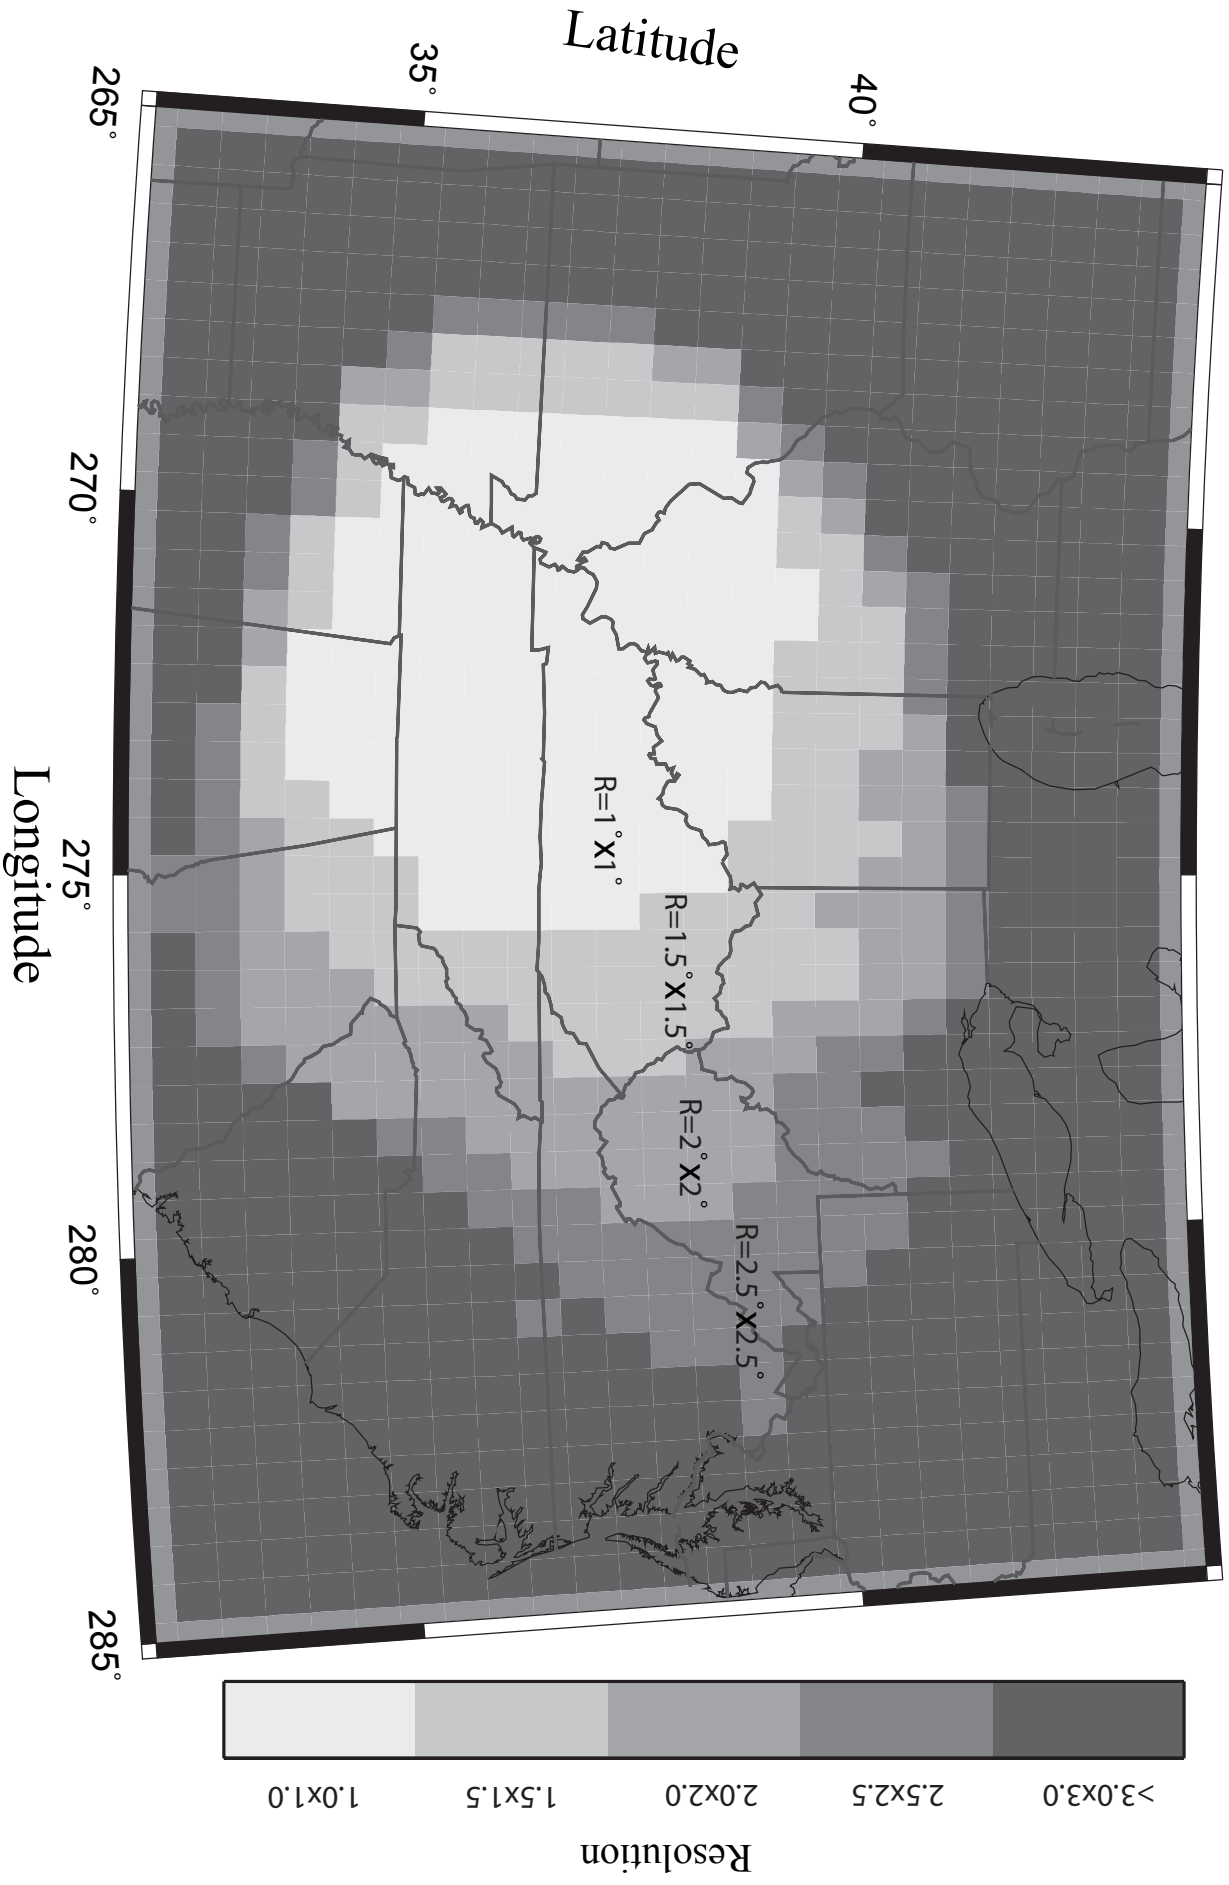 Latitude
35°
40°
265°
270°
275°
280°
285°
Longitude
R=1°x1°
R=1.5°x1.5°
R=2°x2°
R=2.5°x2.5°
1.0x1.0
1.5x1.5
2.0x2.0
2.5x2.5
>3.0x3.0
Resolution